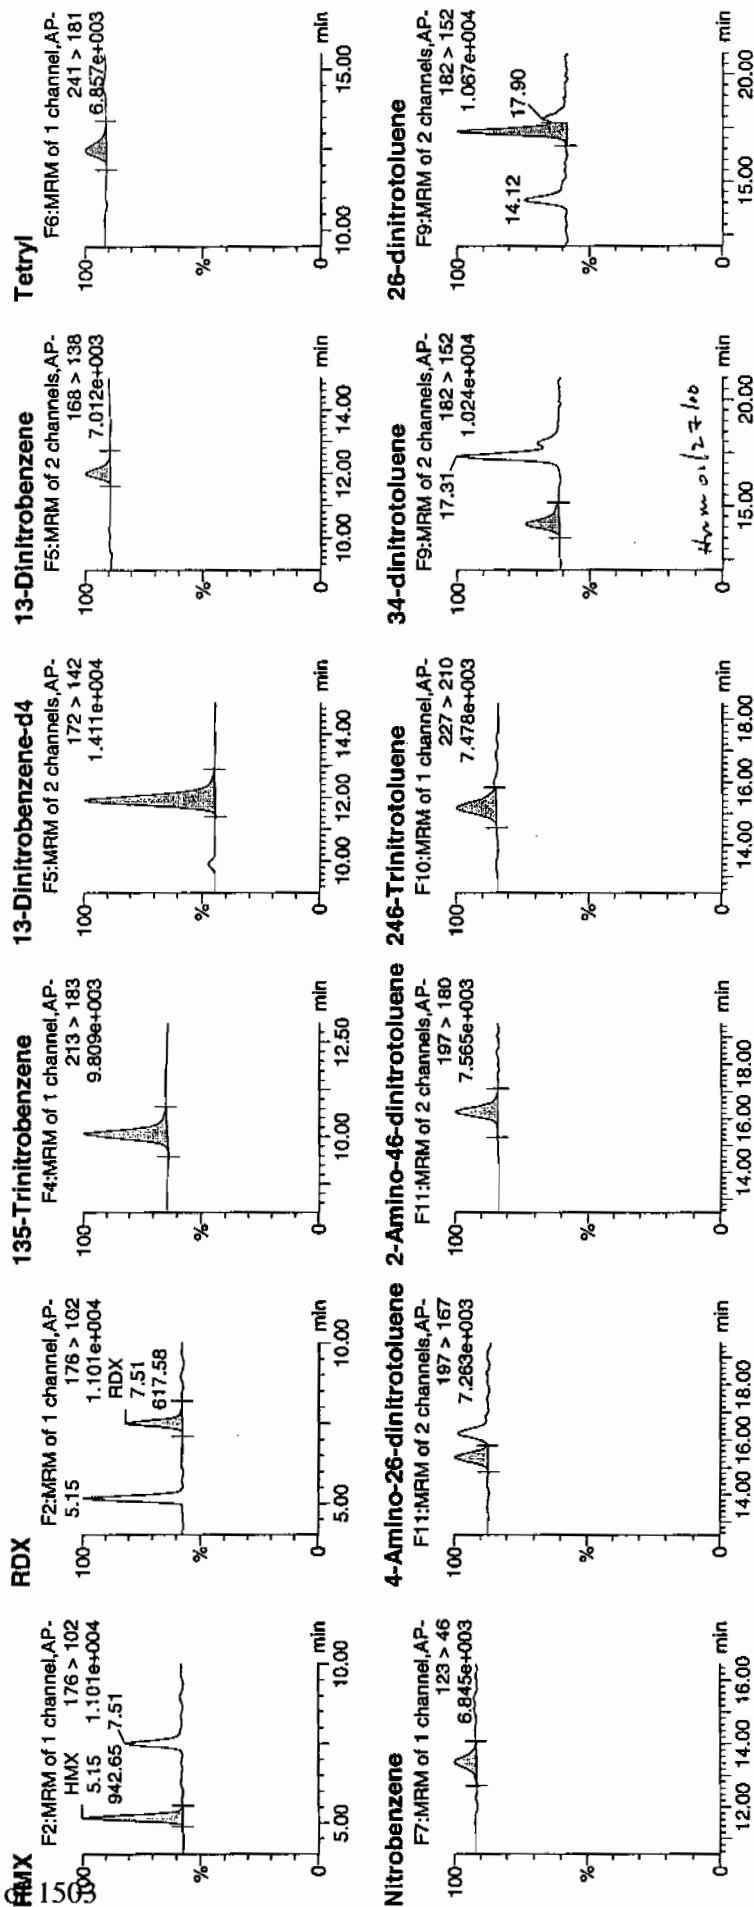 HMX
F2:MRM of 1 channel,AP-
176 > 102
1.101e+004
HMX
5.15
942.65
7.51
100
%
0
5.00
10.00
min
RDX
F2:MRM of 1 channel,AP-
176 > 102
1.101e+004
5.15
RDX
7.51
617.58
100
%
0
5.00
10.00
min
135-Trinitrobenzene
F4:MRM of 1 channel,AP-
213 > 183
9.809e+003
100
%
0
10.00
12.50
min
13-Dinitrobenzene-d4
F5:MRM of 2 channels,AP-
172 > 142
1.411e+004
100
%
0
10.00
12.00
14.00
min
13-Dinitrobenzene
F5:MRM of 2 channels,AP-
168 > 138
7.012e+003
100
%
0
10.00
12.00
14.00
min
Tetryl
F6:MRM of 1 channel,AP-
241 > 181
6.857e+003
100
%
0
10.00
15.00
min
1503
Nitrobenzene
F7:MRM of 1 channel,AP-
123 > 46
6.845e+003
100
%
0
12.00
14.00
16.00
min
4-Amino-26-dinitrotoluene
F11:MRM of 2 channels,AP-
197 > 167
7.263e+003
100
%
0
14.00
16.00
18.00
min
2-Amino-46-dinitrotoluene
F11:MRM of 2 channels,AP-
197 > 180
7.565e+003
100
%
0
14.00
16.00
18.00
min
246-Trinitrotoluene
F10:MRM of 1 channel,AP-
227 > 210
7.478e+003
100
%
0
14.00
16.00
18.00
min
34-dinitrotoluene
F9:MRM of 2 channels,AP-
182 > 152
1.024e+004
17.31
100
%
0
15.00
20.00
min
26-dinitrotoluene
F9:MRM of 2 channels,AP-
182 > 152
1.067e+004
14.12
17.90
100
%
0
15.00
20.00
min